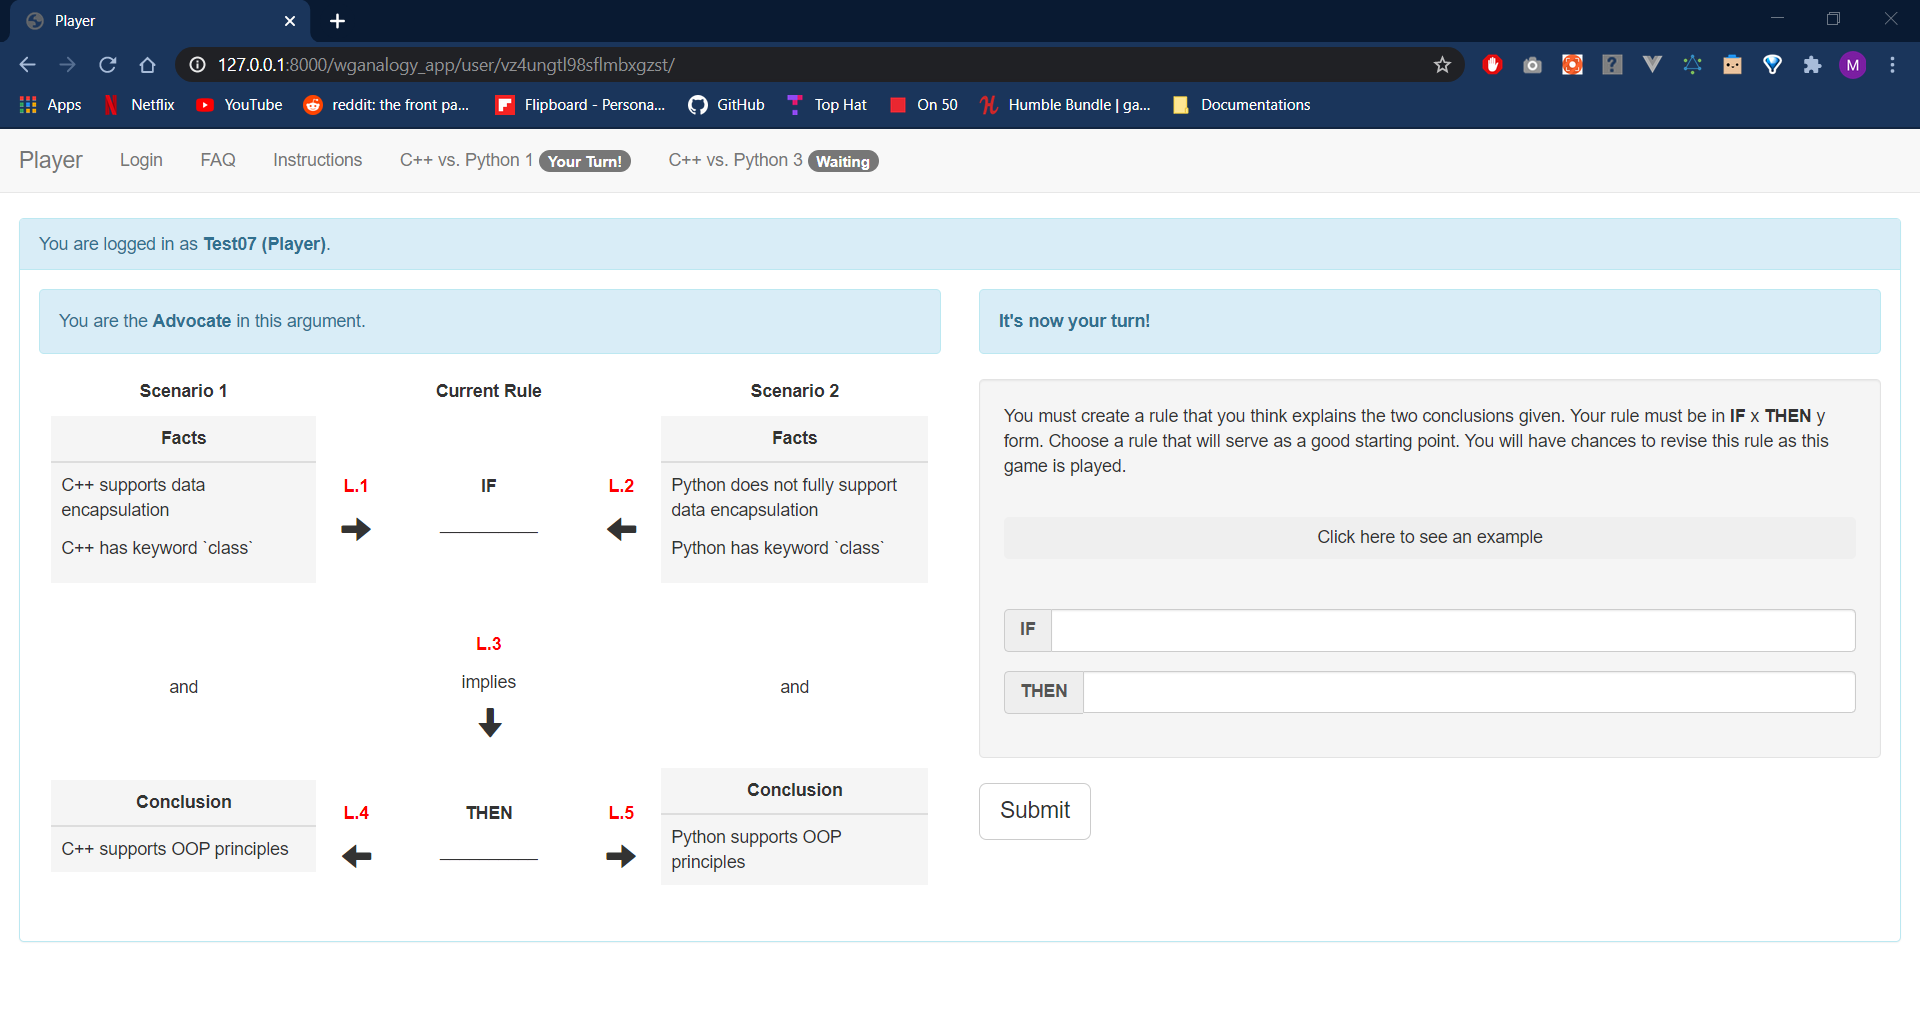 Player
127.0.0.1:8000/wganalogy_app/user/vz4ungtl98sflmbxgzst/
M
Apps Netflix YouTube reddit: the front pa... Flipboard - Persona... GitHub Top Hat On 50 Humble Bundle | ga... Documentations
Player Login FAQ Instructions C++ vs. Python 1 Your Turn! C++ vs. Python 3 Waiting
You are logged in as Test07 (Player).
You are the Advocate in this argument.
Scenario 1 Current Rule Scenario 2
Facts
C++ supports data
encapsulation
C++ has keyword `class`
L.1
IF
L.2
Facts
Python does not fully support
data encapsulation
Python has keyword `class`
and
L.3
implies
and
Conclusion
C++ supports OOP principles
L.4
THEN
L.5
Conclusion
Python supports OOP
principles
It's now your turn!
You must create a rule that you think explains the two conclusions given. Your rule must be in IF x THEN y
form. Choose a rule that will serve as a good starting point. You will have chances to revise this rule as this
game is played.
Click here to see an example
IF
THEN
Submit